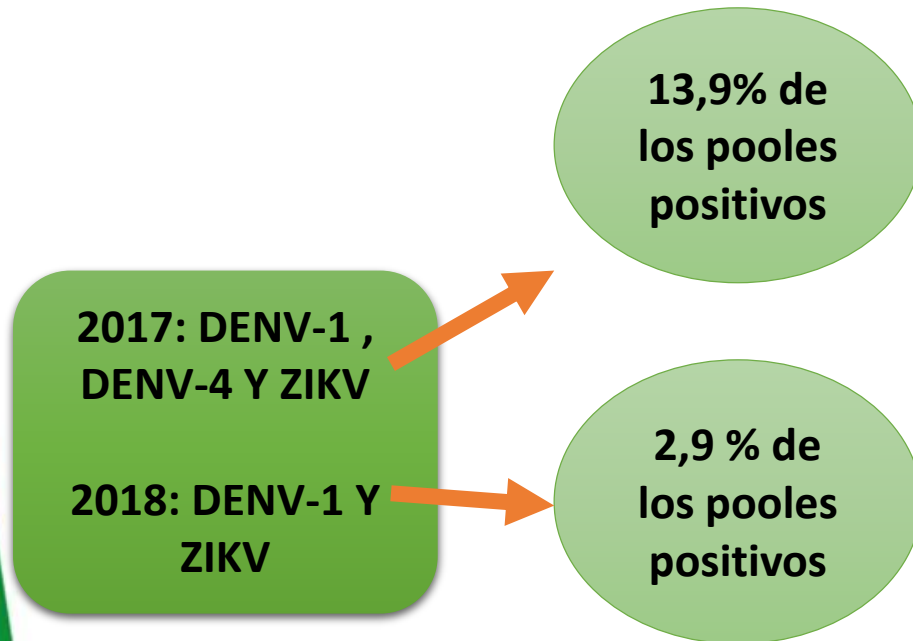 13,9% de
los pooles
positivos
2017: DENV-1 ,
DENV-4 Y ZIKV
2018: DENV-1 Y
ZIKV
2,9 % de
los pooles
positivos